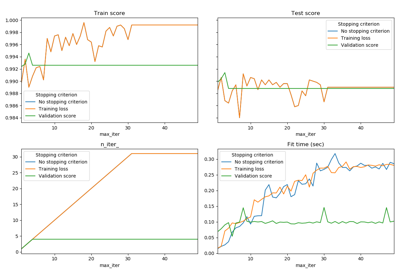 Train score
1.000
0.998
0.996
0.994
0.992
0.990
0.988
0.986
0.984
Stopping criterion
No stopping criterion
Training loss
Validation score
10
20
30
40
max_iter
Test score
Stopping criterion
No stopping criterion
Training loss
Validation score
10
20
30
40
max_iter
n_iter_
30
25
20
15
10
5
0
Stopping criterion
No stopping criterion
Training loss
Validation score
10
20
30
40
max_iter
Fit time (sec)
0.30
0.25
0.20
0.15
0.10
0.05
0.00
Stopping criterion
No stopping criterion
Training loss
Validation score
10
20
30
40
max_iter